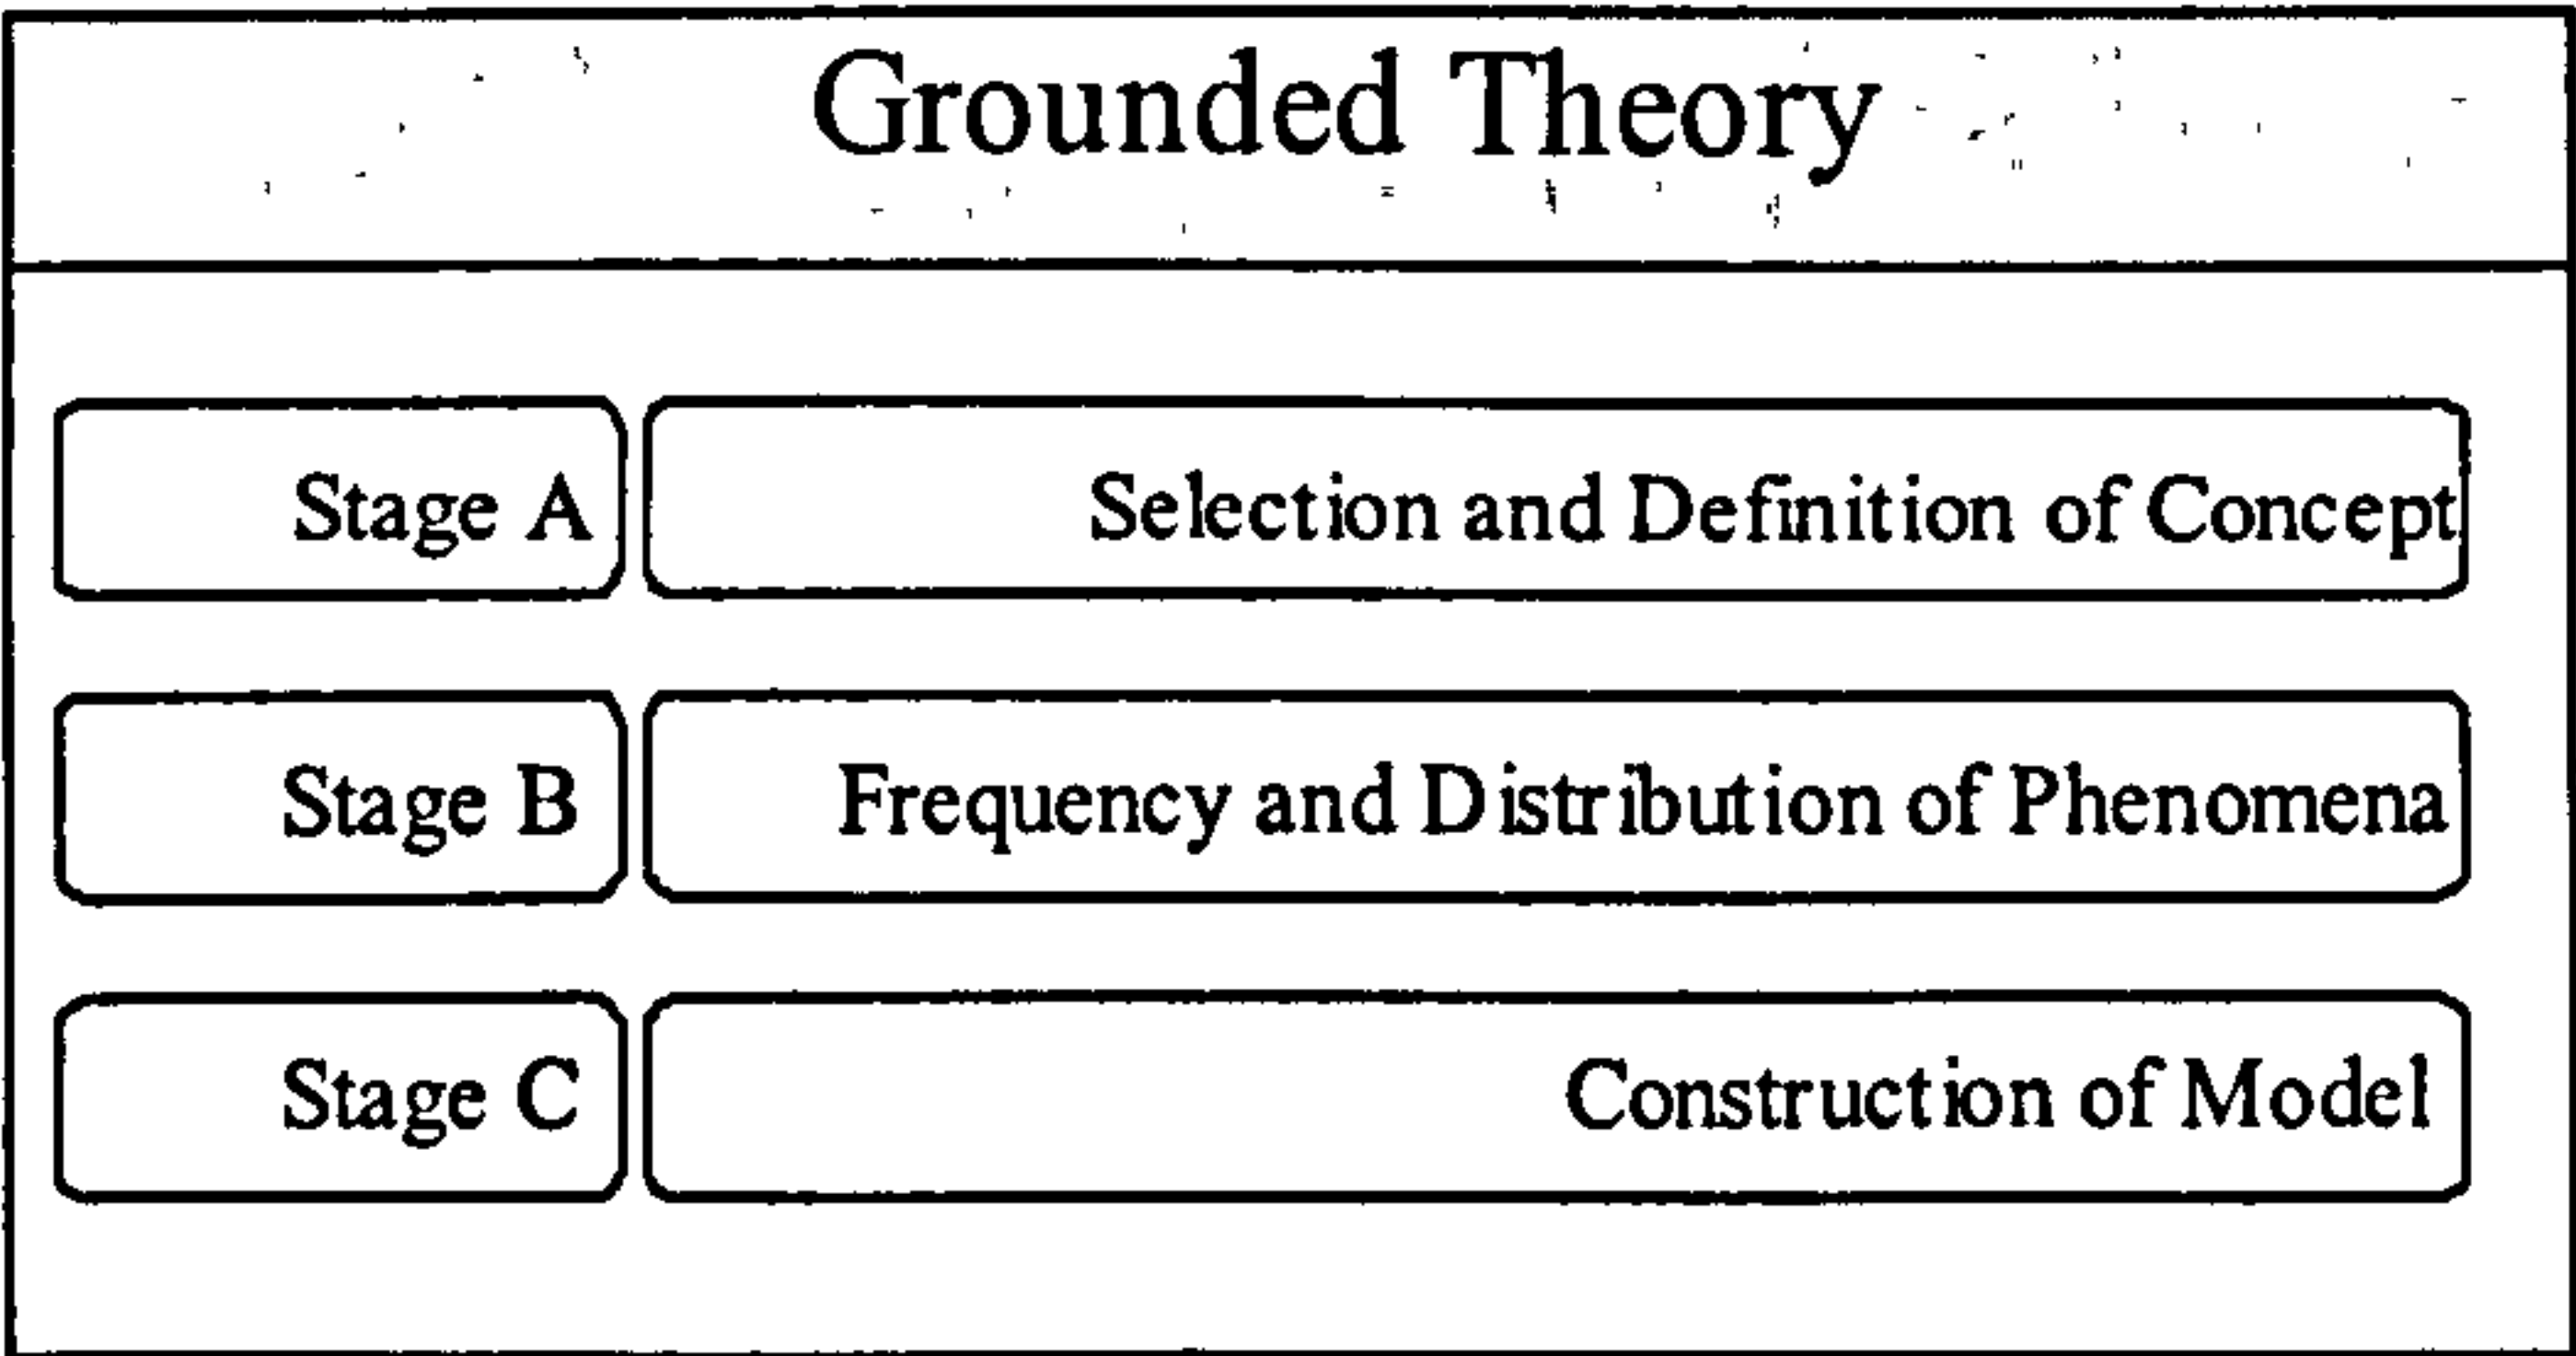 Grounded Theory
Stage A Selection and Definition of Concept
Stage B Frequency and Distribution of Phenomena
Stage C Construction of Model